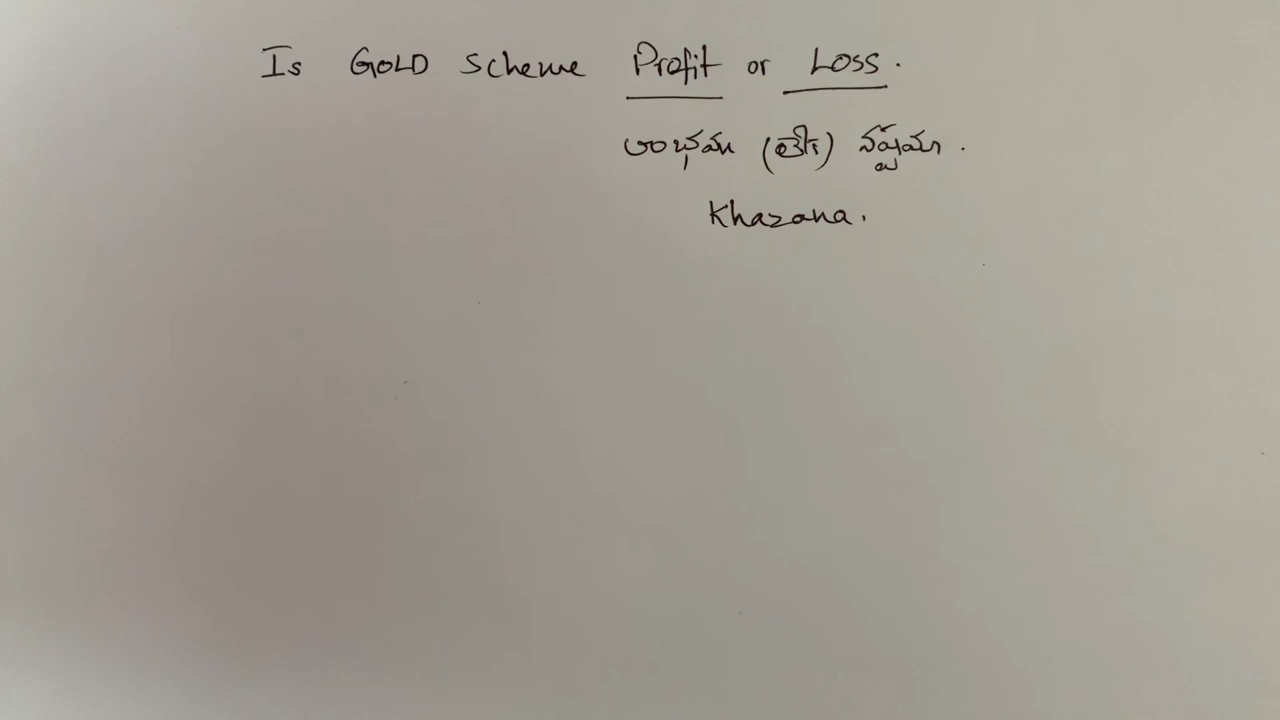 Is GOLD Scheme Profit or Loss.
లాభమా (లేక) నష్టమా.
Khazana.